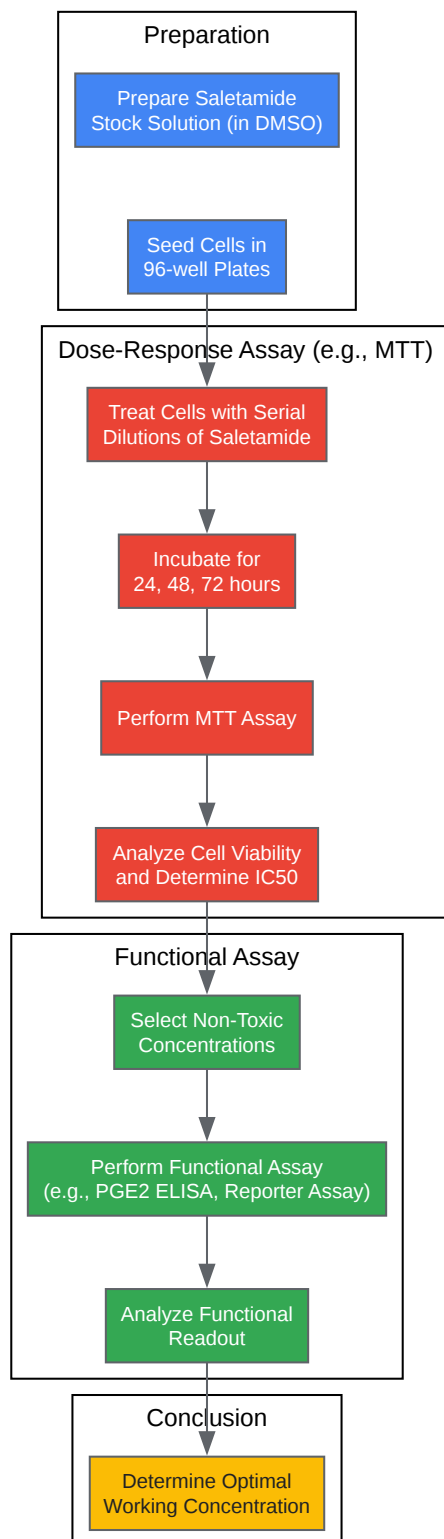 Preparation
Prepare Saletamide
Stock Solution (in DMSO)
Seed Cells in
96-well Plates
Dose-Response Assay (e.g., MTT)
Treat Cells with Serial
Dilutions of Saletamide
Incubate for
24, 48, 72 hours
Perform MTT Assay
Analyze Cell Viability
and Determine IC50
Functional Assay
Select Non-Toxic
Concentrations
Perform Functional Assay
(e.g., PGE2 ELISA, Reporter Assay)
Analyze Functional
Readout
Conclusion
Determine Optimal
Working Concentration